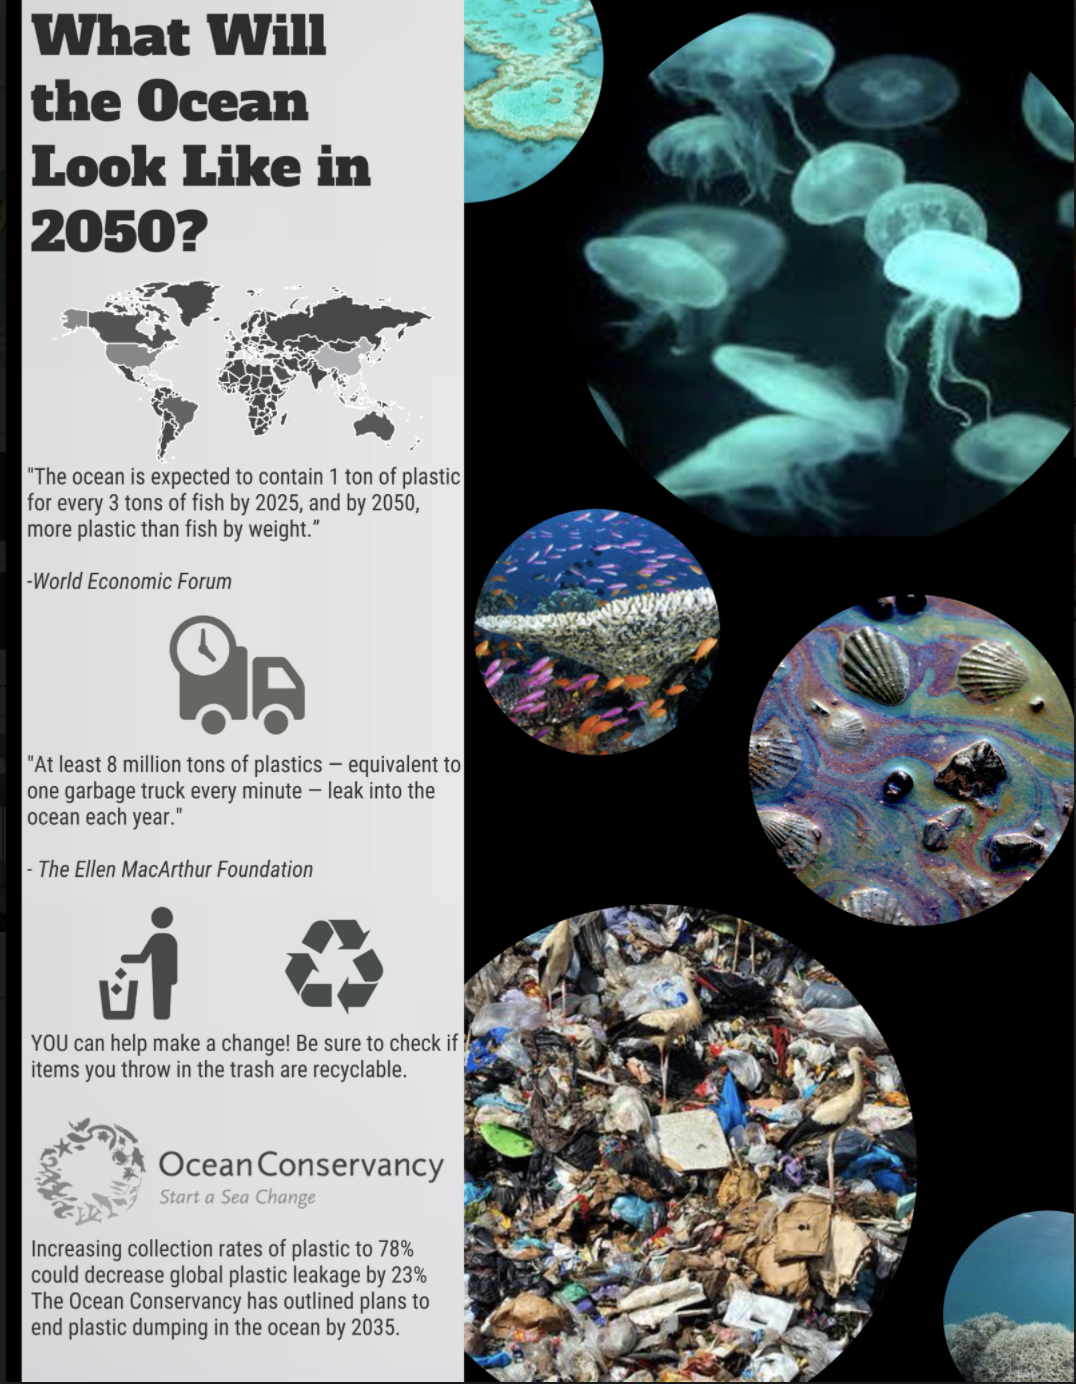 What Will
the Ocean
Look Like in
2050?
"The ocean is expected to contain 1 ton of plastic
for every 3 tons of fish by 2025, and by 2050,
more plastic than fish by weight.”
-World Economic Forum
"At least 8 million tons of plastics — equivalent to
one garbage truck every minute — leak into the
ocean each year."
- The Ellen MacArthur Foundation
YOU can help make a change! Be sure to check if
items you throw in the trash are recyclable.
OceanConservancy
Start a Sea Change
Increasing collection rates of plastic to 78%
could decrease global plastic leakage by 23%
The Ocean Conservancy has outlined plans to
end plastic dumping in the ocean by 2035.